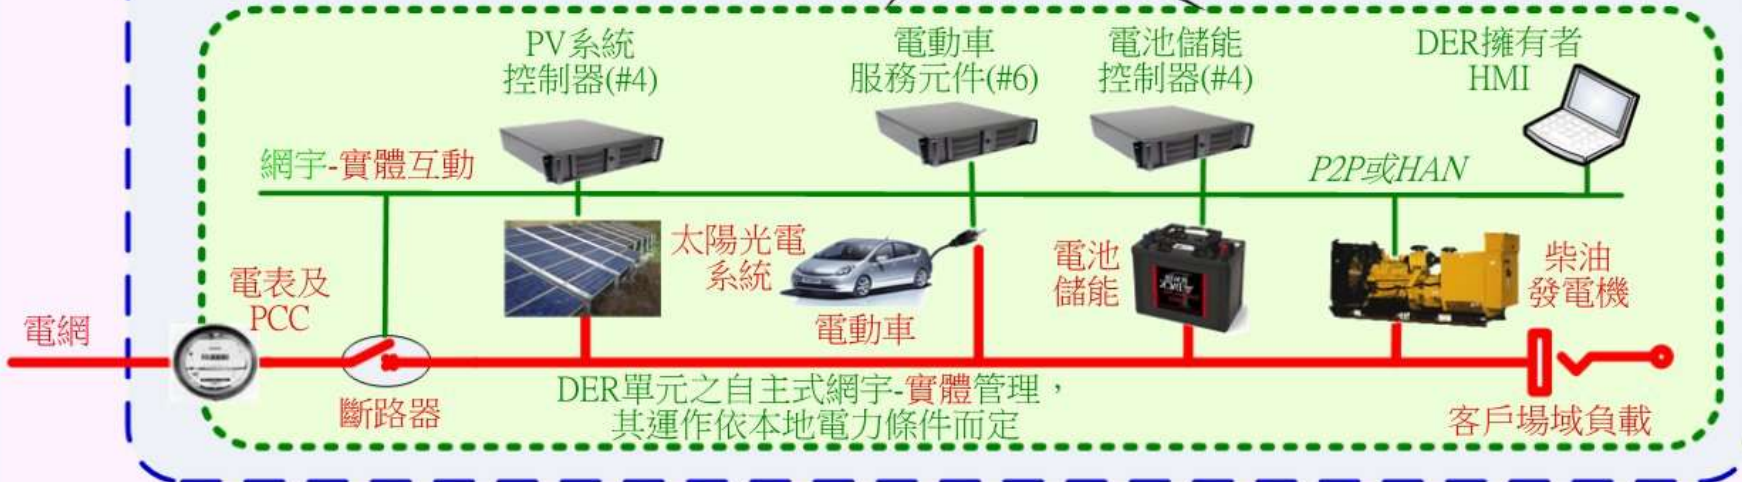 PV系統
控制器(#4)
電動車
服務元件(#6)
電池儲能
控制器(#4)
DER擁有者
HMI
網宇-實體互動
P2P或HAN
太陽光電
系統
電動車
電池
儲能
柴油
發電機
電表及
PCC
電網
斷路器
DER單元之自主式網宇-實體管理，
其運作依本地電力條件而定
客戶場域負載